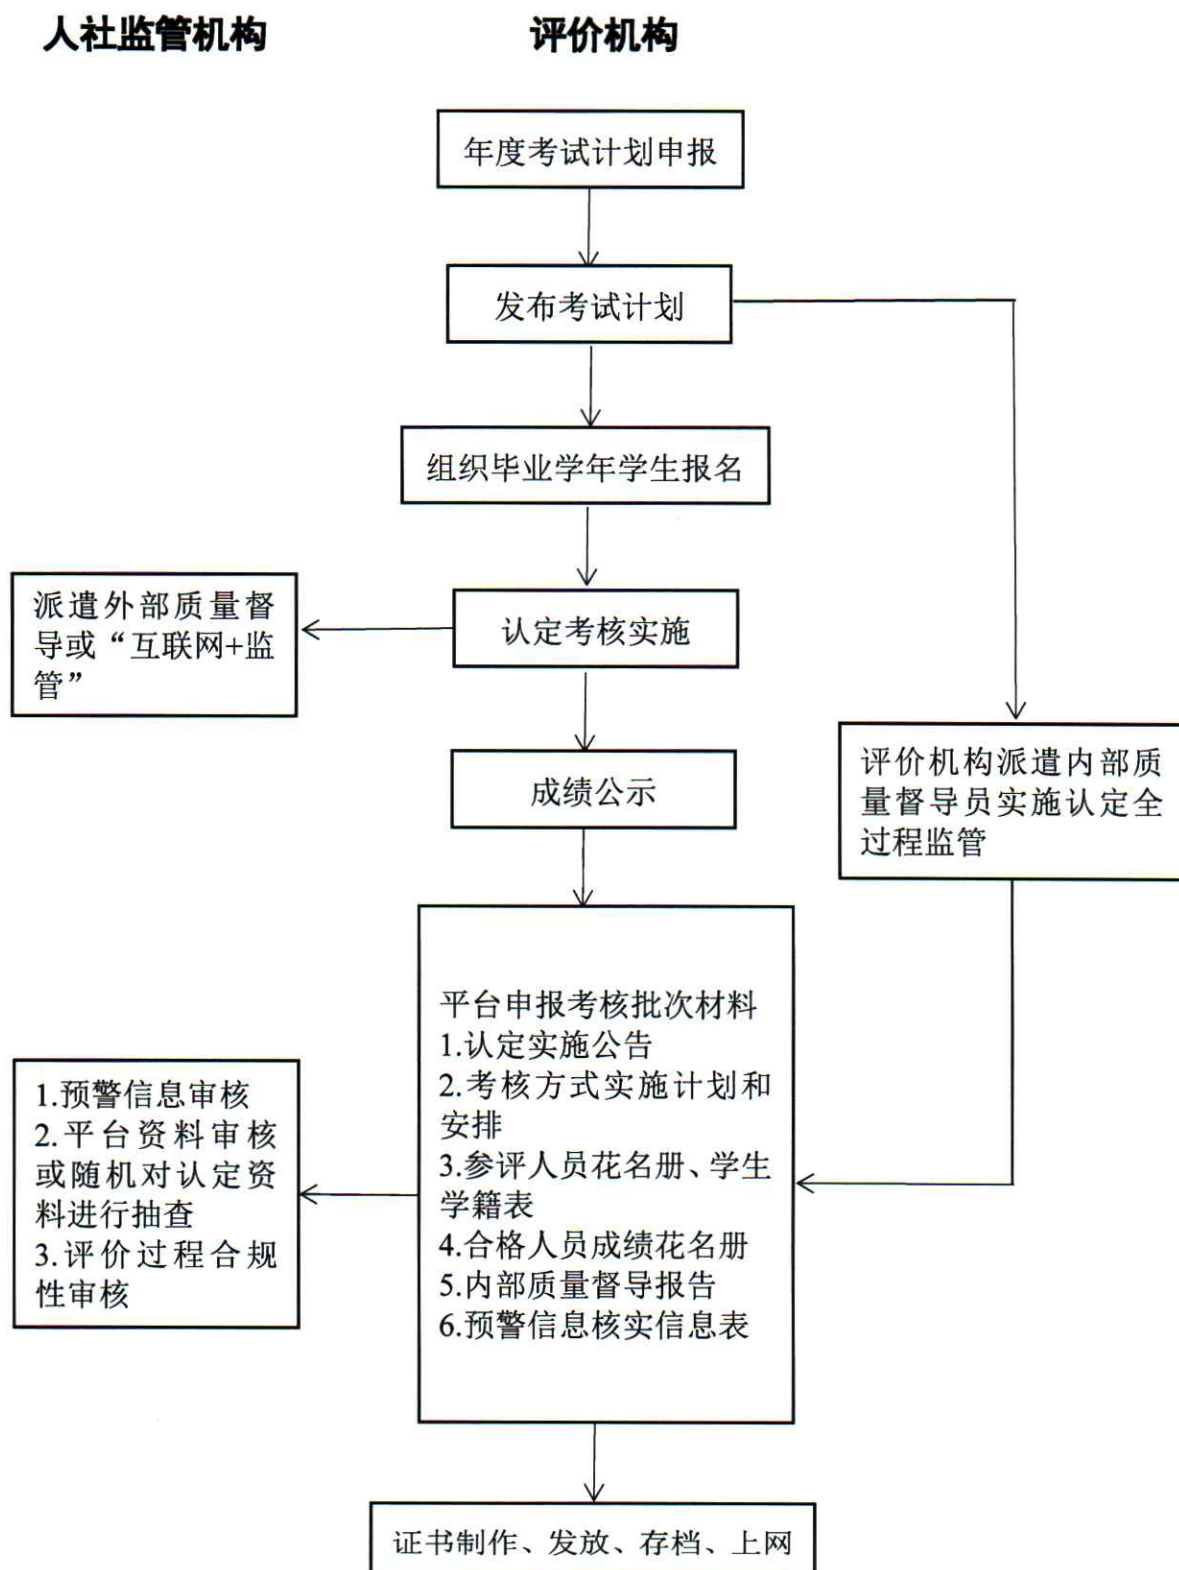 人社监管机构
评价机构
年度考试计划申报
发布考试计划
组织毕业学年学生报名
派遣外部质量督
导或“互联网+监
管”
认定考核实施
成绩公示
评价机构派遣内部质
量督导员实施认定全
过程监管
平台申报考核批次材料
1.认定实施公告
2.考核方式实施计划和
安排
3.参评人员花名册、学生
学籍表
4.合格人员成绩花名册
5.内部质量督导报告
6.预警信息核实信息表
1.预警信息审核
2.平台资料审核
或随机对认定资
料进行抽查
3.评价过程合规
性审核
证书制作、发放、存档、上网